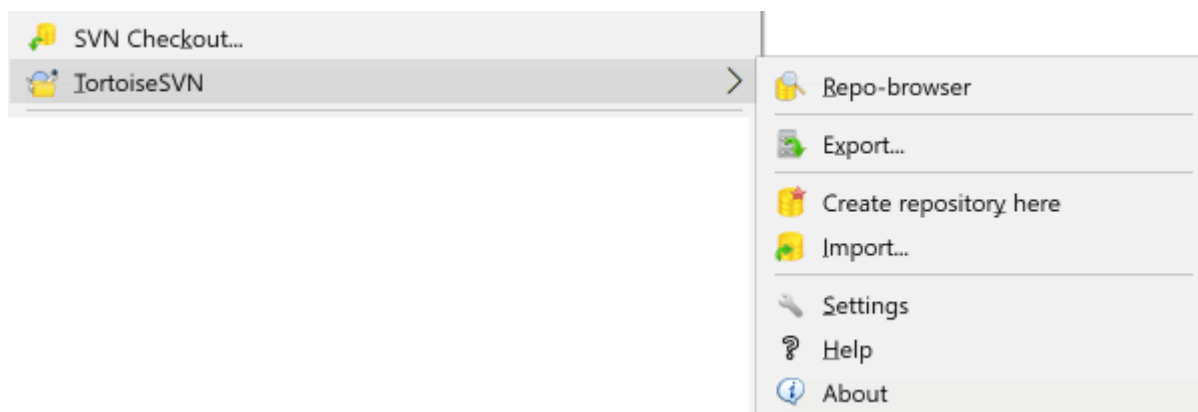 SVN Checkout...
TortoiseSVN
Repo-browser
Export...
Create repository here
Import...
Settings
Help
About